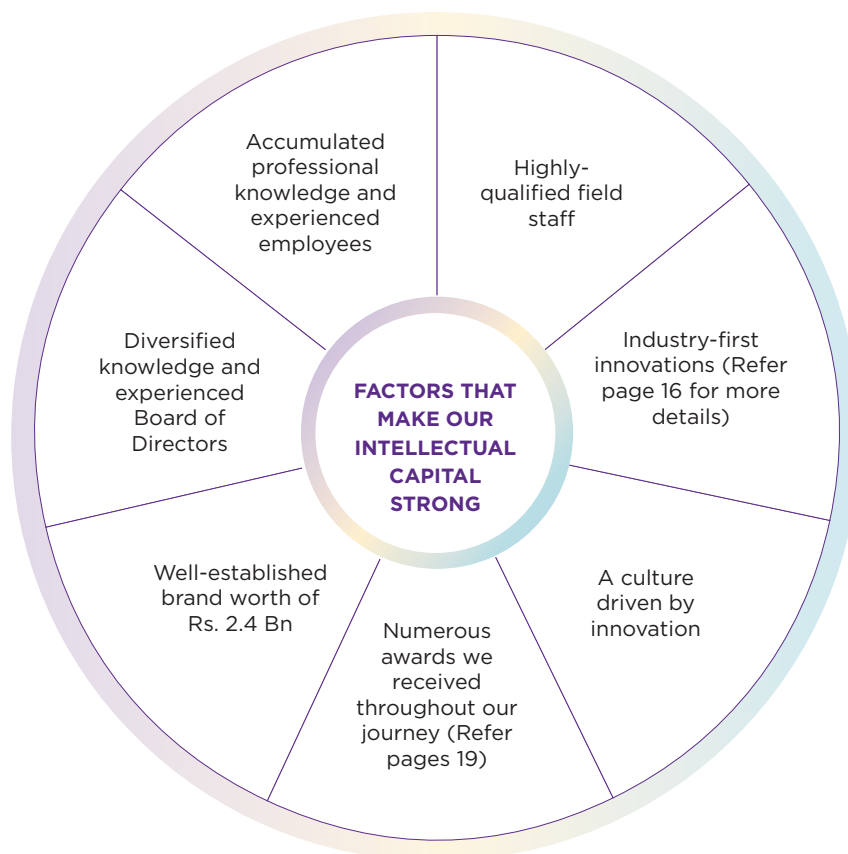 FACTORS THAT
MAKE OUR
INTELLECTUAL
CAPITAL
STRONG
Highly-
qualified field
staff
Industry-first
innovations (Refer
page 16 for more
details)
A culture
driven by
innovation
Numerous
awards we
received
throughout our
journey (Refer
pages 19)
Well-established
brand worth of
Rs. 2.4 Bn
Diversified
knowledge and
experienced
Board of
Directors
Accumulated
professional
knowledge and
experienced
employees